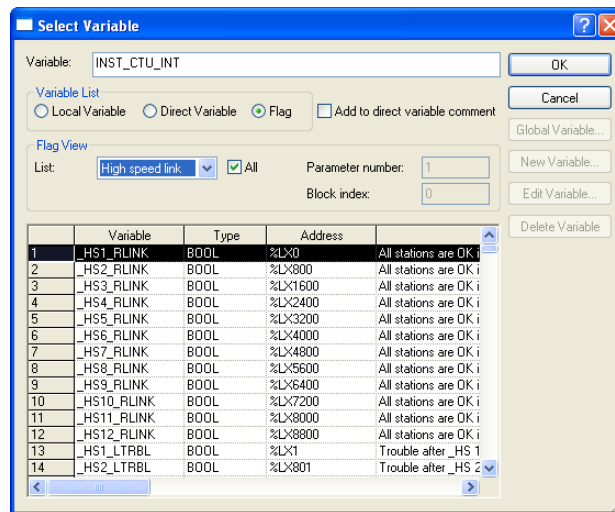 Select Variable
Variable: INST_CTU_INT
OK
Variable List
Local Variable Direct Variable Flag Add to direct variable comment
Cancel
Global Variable...
Flag View
List: High speed link All Parameter number: 1
New Variable...
Block index: 0
Edit Variable...
Delete Variable
Variable Type Address
1 _HS1_RLINK BOOL %LX0 All stations are OK i
2 _HS2_RLINK BOOL %LX800 All stations are OK i
3 _HS3_RLINK BOOL %LX1600 All stations are OK i
4 _HS4_RLINK BOOL %LX2400 All stations are OK i
5 _HS5_RLINK BOOL %LX3200 All stations are OK i
6 _HS6_RLINK BOOL %LX4000 All stations are OK i
7 _HS7_RLINK BOOL %LX4800 All stations are OK i
8 _HS8_RLINK BOOL %LX5600 All stations are OK i
9 _HS9_RLINK BOOL %LX6400 All stations are OK i
10 _HS10_RLINK BOOL %LX7200 All stations are OK i
11 _HS11_RLINK BOOL %LX8000 All stations are OK i
12 _HS12_RLINK BOOL %LX8800 All stations are OK i
13 _HS1_LTRBL BOOL %LX1 Trouble after _HS 1
14 _HS2_LTRBL BOOL %LX801 Trouble after _HS 2